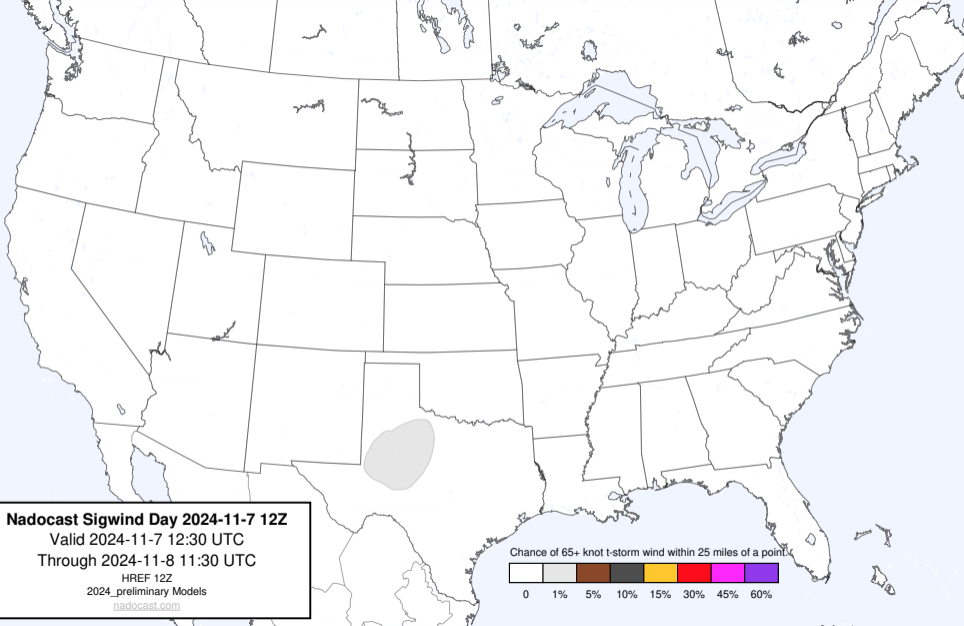 Nadocast Sigwind Day 2024-11-7 12Z
Valid 2024-11-7 12:30 UTC
Through 2024-11-8 11:30 UTC
HREF 12Z
2024_preliminary Models
nadocast.com
Chance of 65+ knot t-storm wind within 25 miles of a point.
0 1% 5% 10% 15% 30% 45% 60%